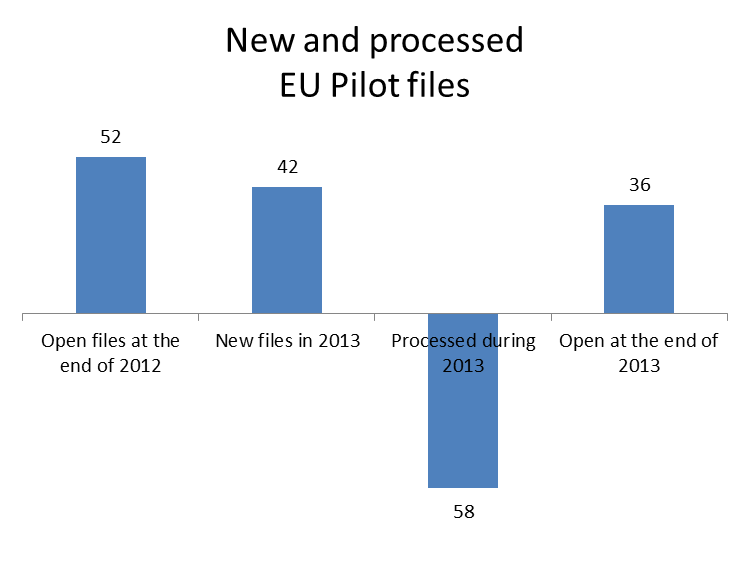 New and processed
EU Pilot files
52
42
36
Open files at the
end of 2012
New files in 2013
Processed during
2013
Open at the end of
2013
58